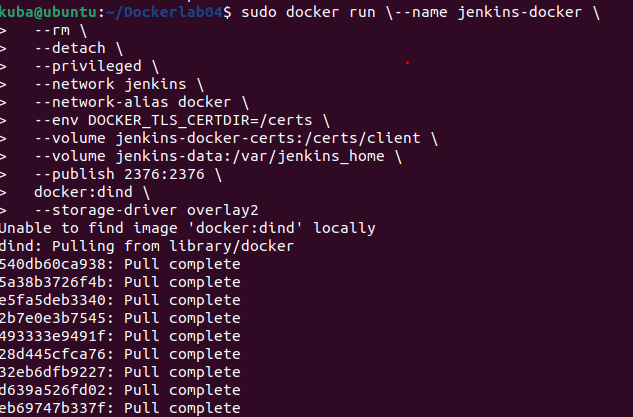 kuba@ubuntu:~/Dockerlab04$ sudo docker run \--name jenkins-docker \
>   --rm \
>   --detach \
>   --privileged \
>   --network jenkins \
>   --network-alias docker \
>   --env DOCKER_TLS_CERTDIR=/certs \
>   --volume jenkins-docker-certs:/certs/client \
>   --volume jenkins-data:/var/jenkins_home \
>   --publish 2376:2376 \
>   docker:dind \
>   --storage-driver overlay2
Unable to find image 'docker:dind' locally
dind: Pulling from library/docker
540db60ca938: Pull complete
5a38b3726f4b: Pull complete
e5fa5deb3340: Pull complete
2b7e0e3b7545: Pull complete
493333e9491f: Pull complete
28d445cfca76: Pull complete
32eb6dfb9227: Pull complete
d639a526fd02: Pull complete
eb69747b337f: Pull complete